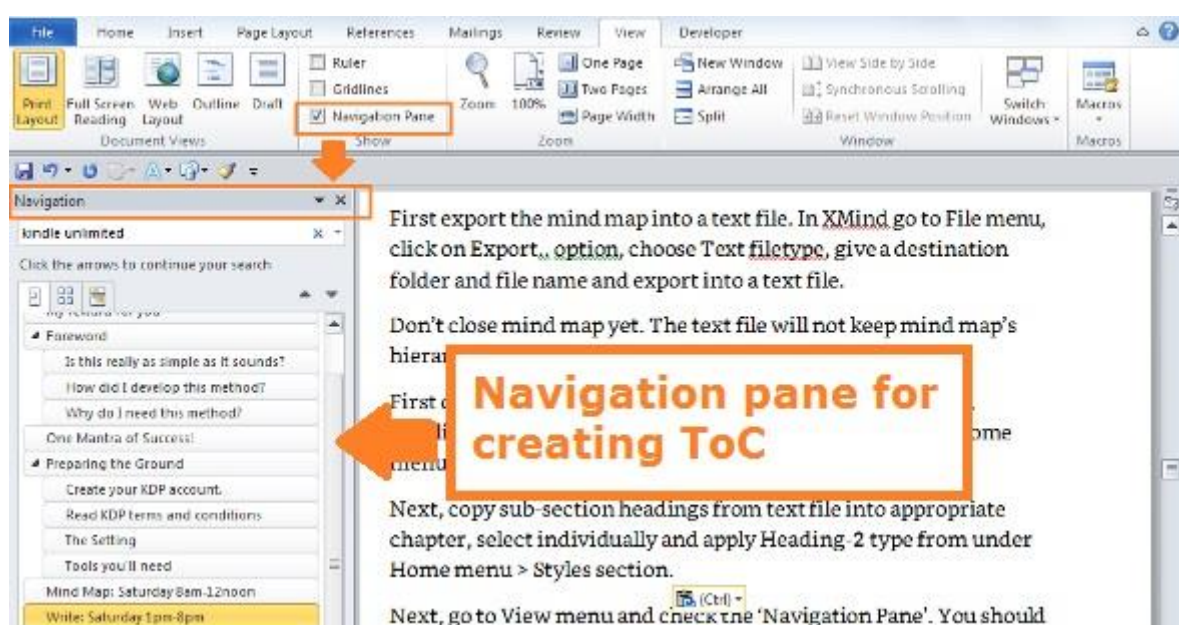 File Home Insert Page Layout References Mailings Review View Developer
Print Layout
Full Screen Reading
Web Layout
Outline
Draft
Document Views
Ruler
Gridlines
Navigation Pane
Show
Zoom
100%
One Page
Two Pages
Page Width
Zoom
New Window
Arrange All
Split
View Side by Side
Synchronous Scrolling
Reset Window Position
Switch Windows
Window
Macros
Macros
Navigation
kindle unlimited
Click the arrows to continue your search
Foreword
Is this really as simple as it sounds?
How did I develop this method?
Why do I need this method?
One Mantra of Success!
Preparing the Ground
Create your KDP account.
Read KDP terms and conditions
The Setting
Tools you'll need
Mind Map: Saturday 8am-12noon
Write: Saturday 1pm-8pm
First export the mind map into a text file. In XMind go to File menu,
click on Export.. option, choose Text filetype, give a destination
folder and file name and export into a text file.
Don't close mind map yet. The text file will not keep mind map's
First
Navigation pane for
creating ToC
menu
Next, copy sub-section headings from text file into appropriate
chapter, select individually and apply Heading-2 type from under
Home menu > Styles section.
(Ctrl)
Next, go to View menu and check the 'Navigation Pane'. You should